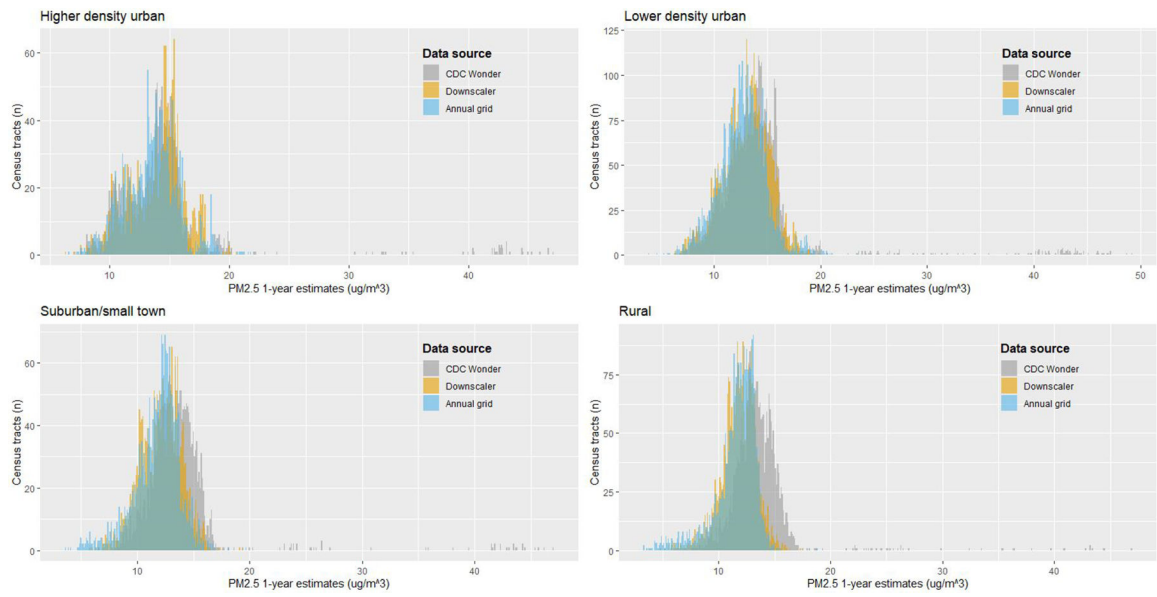 Higher density urban
Census tracts (n)
60
40
20
0
Data source
CDC Wonder
Downscaler
Annual grid
10 20 30 40
PM2.5 1-year estimates (ug/m^3)
Lower density urban
Census tracts (n)
125
100
75
50
25
0
Data source
CDC Wonder
Downscaler
Annual grid
10 20 30 40 50
PM2.5 1-year estimates (ug/m^3)
Suburban/small town
Census tracts (n)
60
40
20
0
Data source
CDC Wonder
Downscaler
Annual grid
10 20 30 40
PM2.5 1-year estimates (ug/m^3)
Rural
Census tracts (n)
75
50
25
0
Data source
CDC Wonder
Downscaler
Annual grid
10 20 30 40
PM2.5 1-year estimates (ug/m^3)